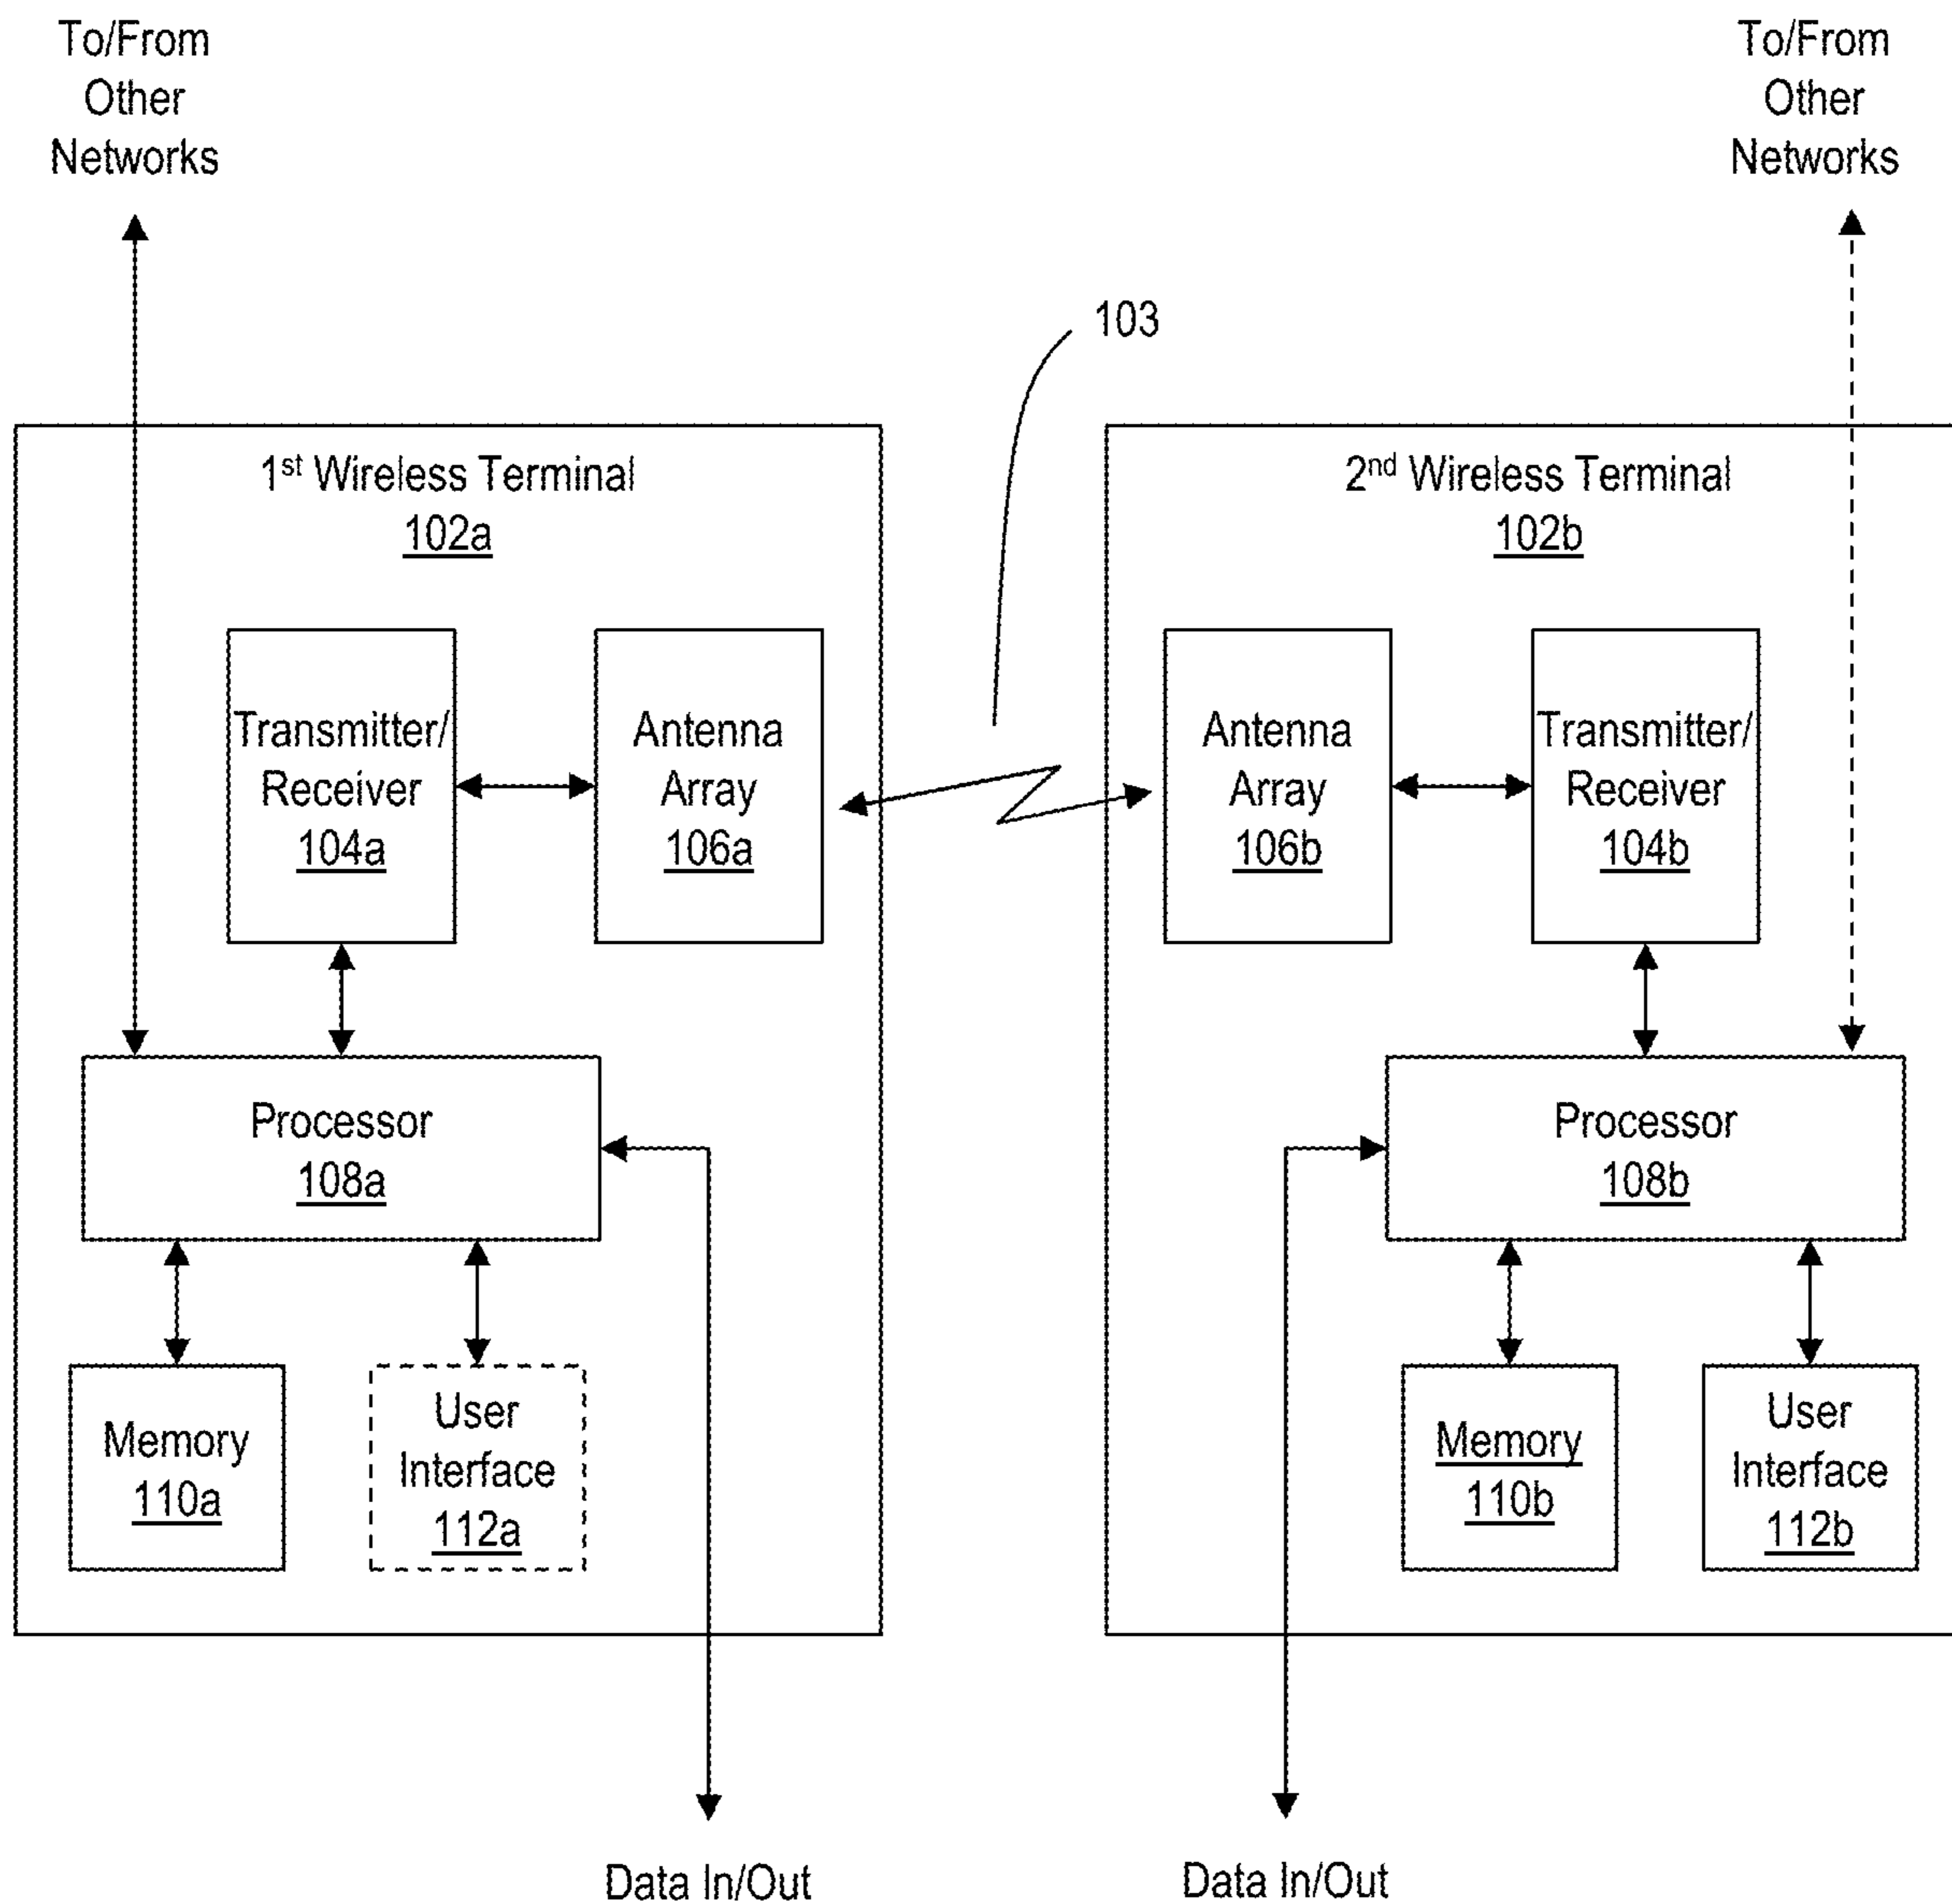 To/From
Other
Networks
To/From
Other
Networks
103
1st Wireless Terminal
102a
2nd Wireless Terminal
102b
Transmitter/
Receiver
104a
Antenna
Array
106a
Antenna
Array
106b
Transmitter/
Receiver
104b
Processor
108a
Processor
108b
Memory
110a
User
Interface
112a
Memory
110b
User
Interface
112b
Data In/Out
Data In/Out